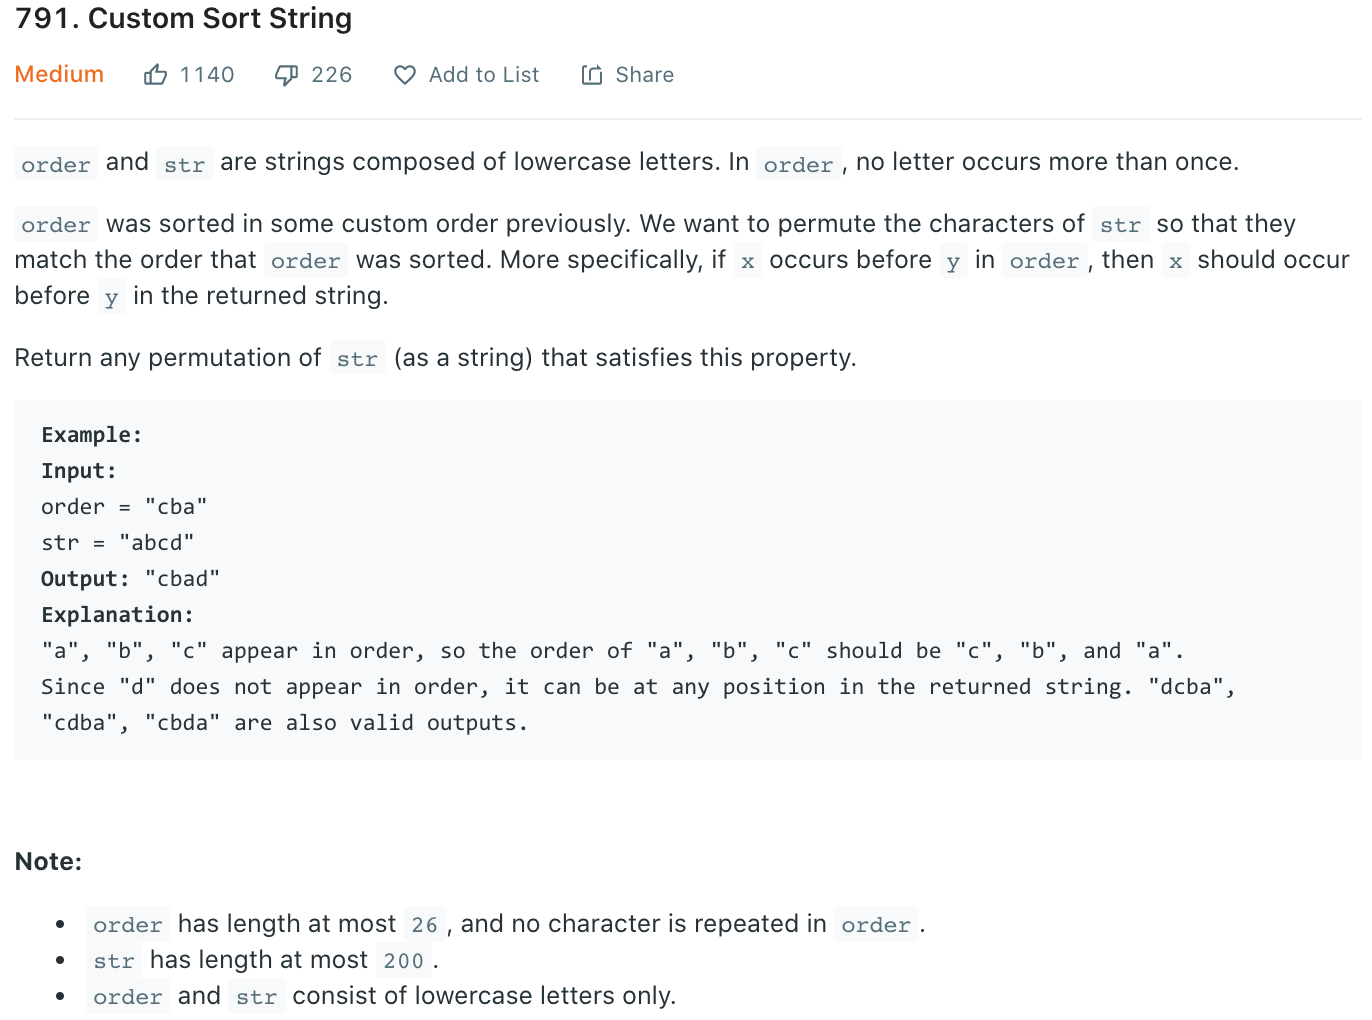 791. Custom Sort String
Medium 1140 226 Add to List Share
order and str are strings composed of lowercase letters. In order, no letter occurs more than once.
order was sorted in some custom order previously. We want to permute the characters of str so that they
match the order that order was sorted. More specifically, if x occurs before y in order, then x should occur
before y in the returned string.
Return any permutation of str (as a string) that satisfies this property.
Example:
Input:
order = "cba"
str = "abcd"
Output: "cbad"
Explanation:
"a", "b", "c" appear in order, so the order of "a", "b", "c" should be "c", "b", and "a".
Since "d" does not appear in order, it can be at any position in the returned string. "dcba",
"cdba", "cbda" are also valid outputs.
Note:
• order has length at most 26, and no character is repeated in order.
• str has length at most 200.
• order and str consist of lowercase letters only.